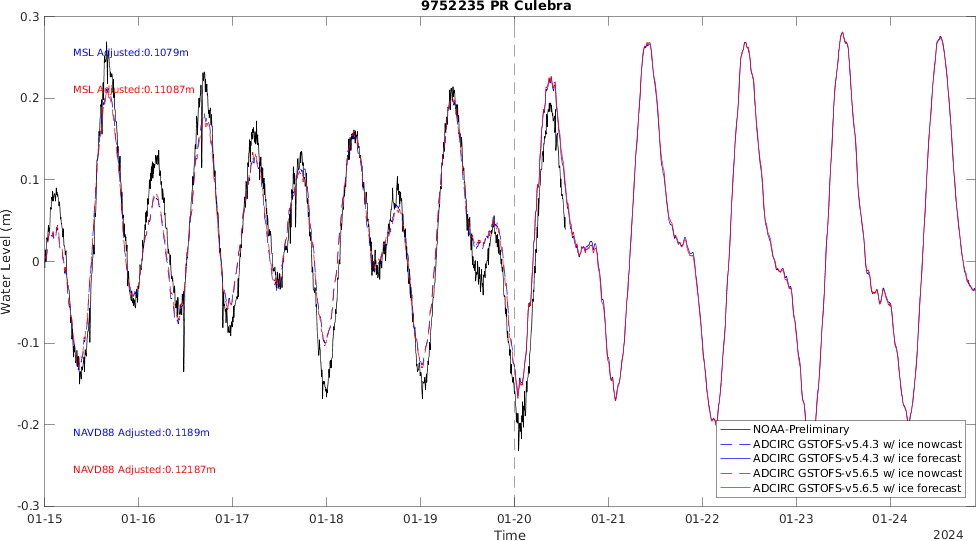 9752235 PR Culebra
0.3
0.2
0.1
0
-0.1
-0.2
-0.3
Water Level (m)
MSL Adjusted:0.1079m
MSL Adjusted:0.11087m
NAVD88 Adjusted:0.1189m
NAVD88 Adjusted:0.12187m
NOAA-Preliminary
ADCIRC GSTOFS-v5.4.3 w/ ice nowcast
ADCIRC GSTOFS-v5.4.3 w/ ice forecast
ADCIRC GSTOFS-v5.6.5 w/ ice nowcast
ADCIRC GSTOFS-v5.6.5 w/ ice forecast
01-15 01-16 01-17 01-18 01-19 01-20 01-21 01-22 01-23 01-24
Time
2024